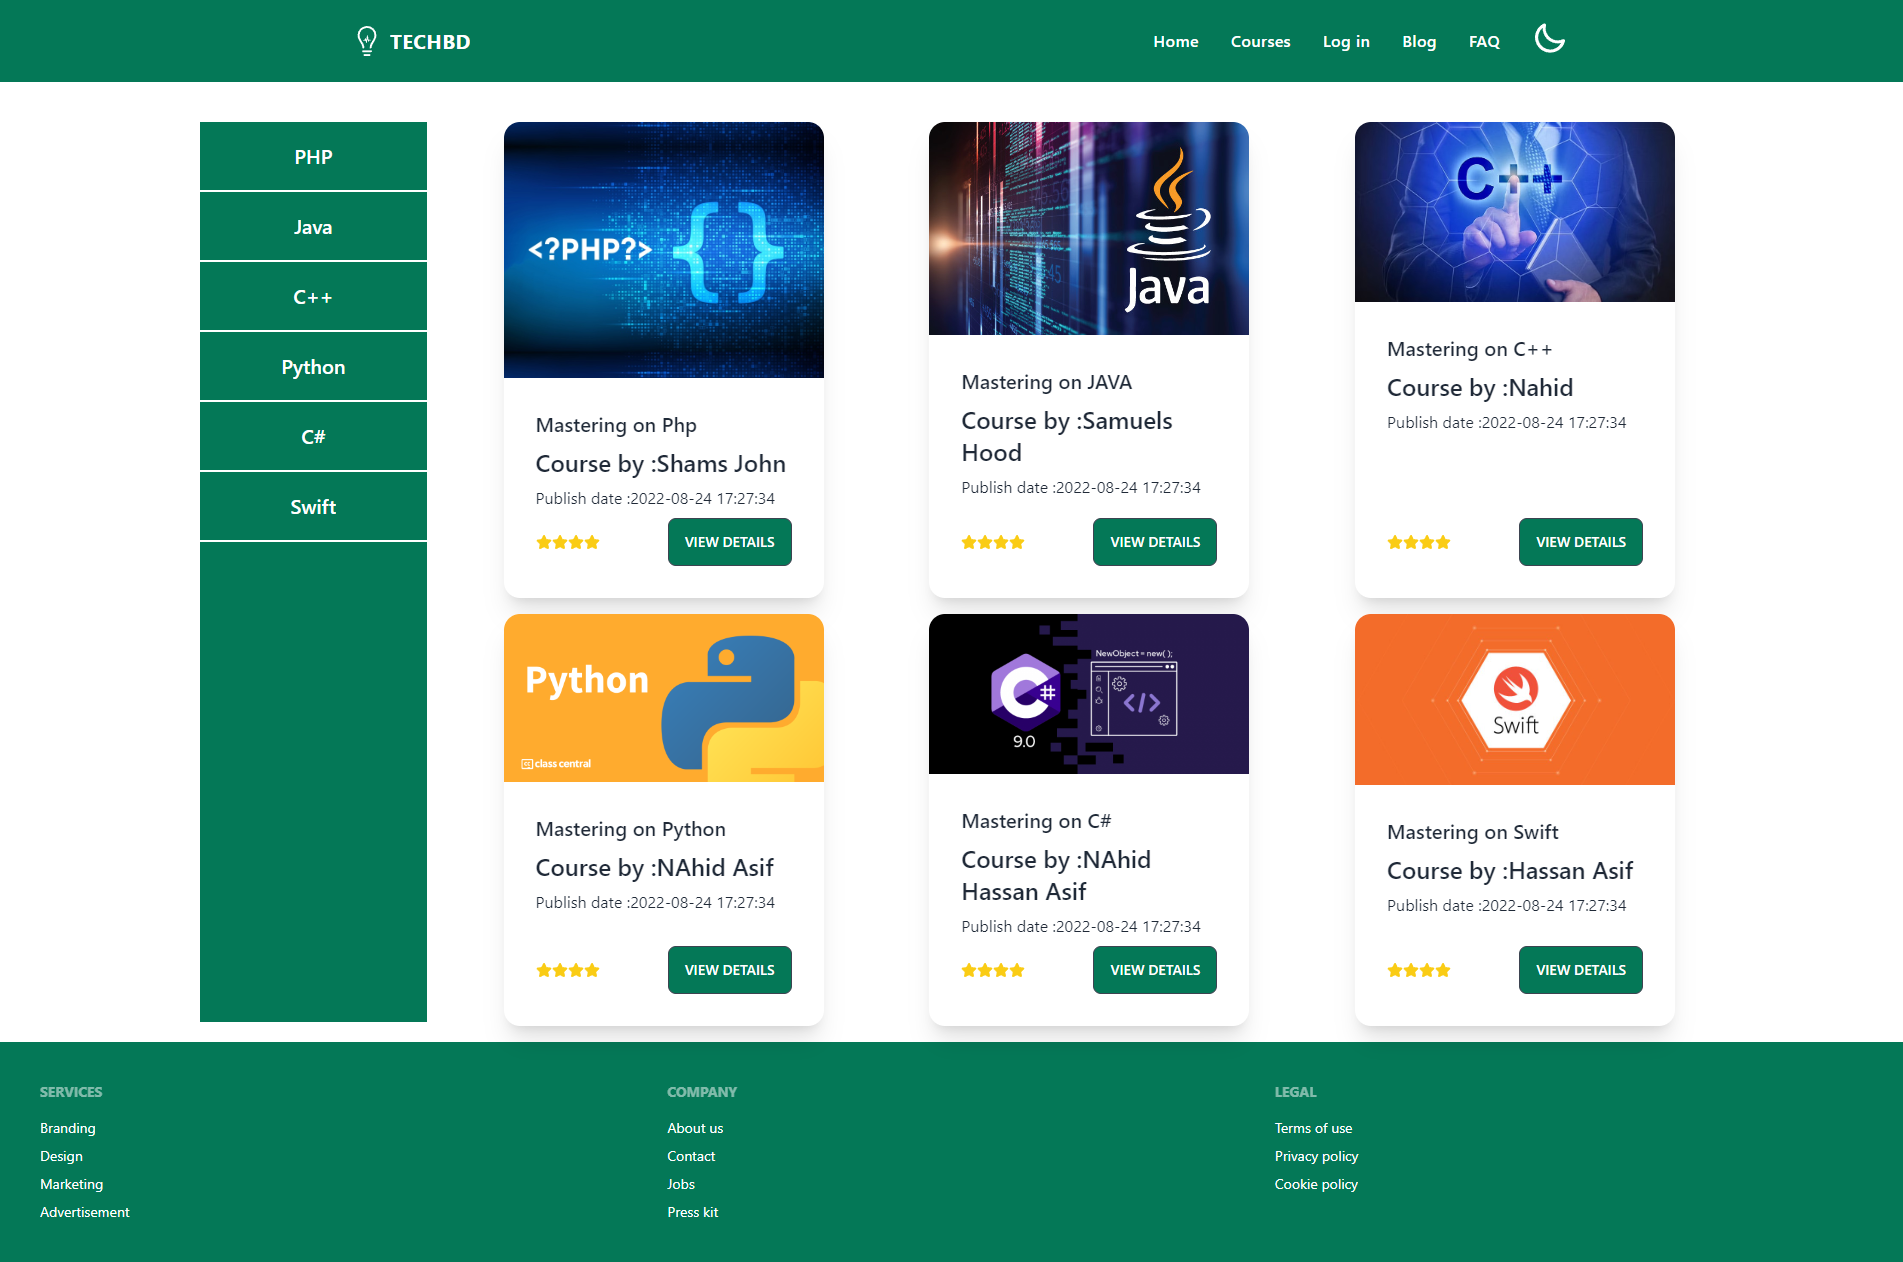 TECHBD
Home Courses Log in Blog FAQ
PHP
Java
C++
Python
C#
Swift
<?PHP?> {}
Mastering on Php
Course by :Shams John
Publish date :2022-08-24 17:27:34
VIEW DETAILS
Java
Mastering on JAVA
Course by :Samuels
Hood
Publish date :2022-08-24 17:27:34
VIEW DETAILS
C++
Mastering on C++
Course by :Nahid
Publish date :2022-08-24 17:27:34
VIEW DETAILS
Python
class central
Mastering on Python
Course by :NAhid Asif
Publish date :2022-08-24 17:27:34
VIEW DETAILS
C#
9.0
NewObject = new( );
</>
Mastering on C#
Course by :NAhid
Hassan Asif
Publish date :2022-08-24 17:27:34
VIEW DETAILS
Swift
Mastering on Swift
Course by :Hassan Asif
Publish date :2022-08-24 17:27:34
VIEW DETAILS
SERVICES
Branding
Design
Marketing
Advertisement
COMPANY
About us
Contact
Jobs
Press kit
LEGAL
Terms of use
Privacy policy
Cookie policy